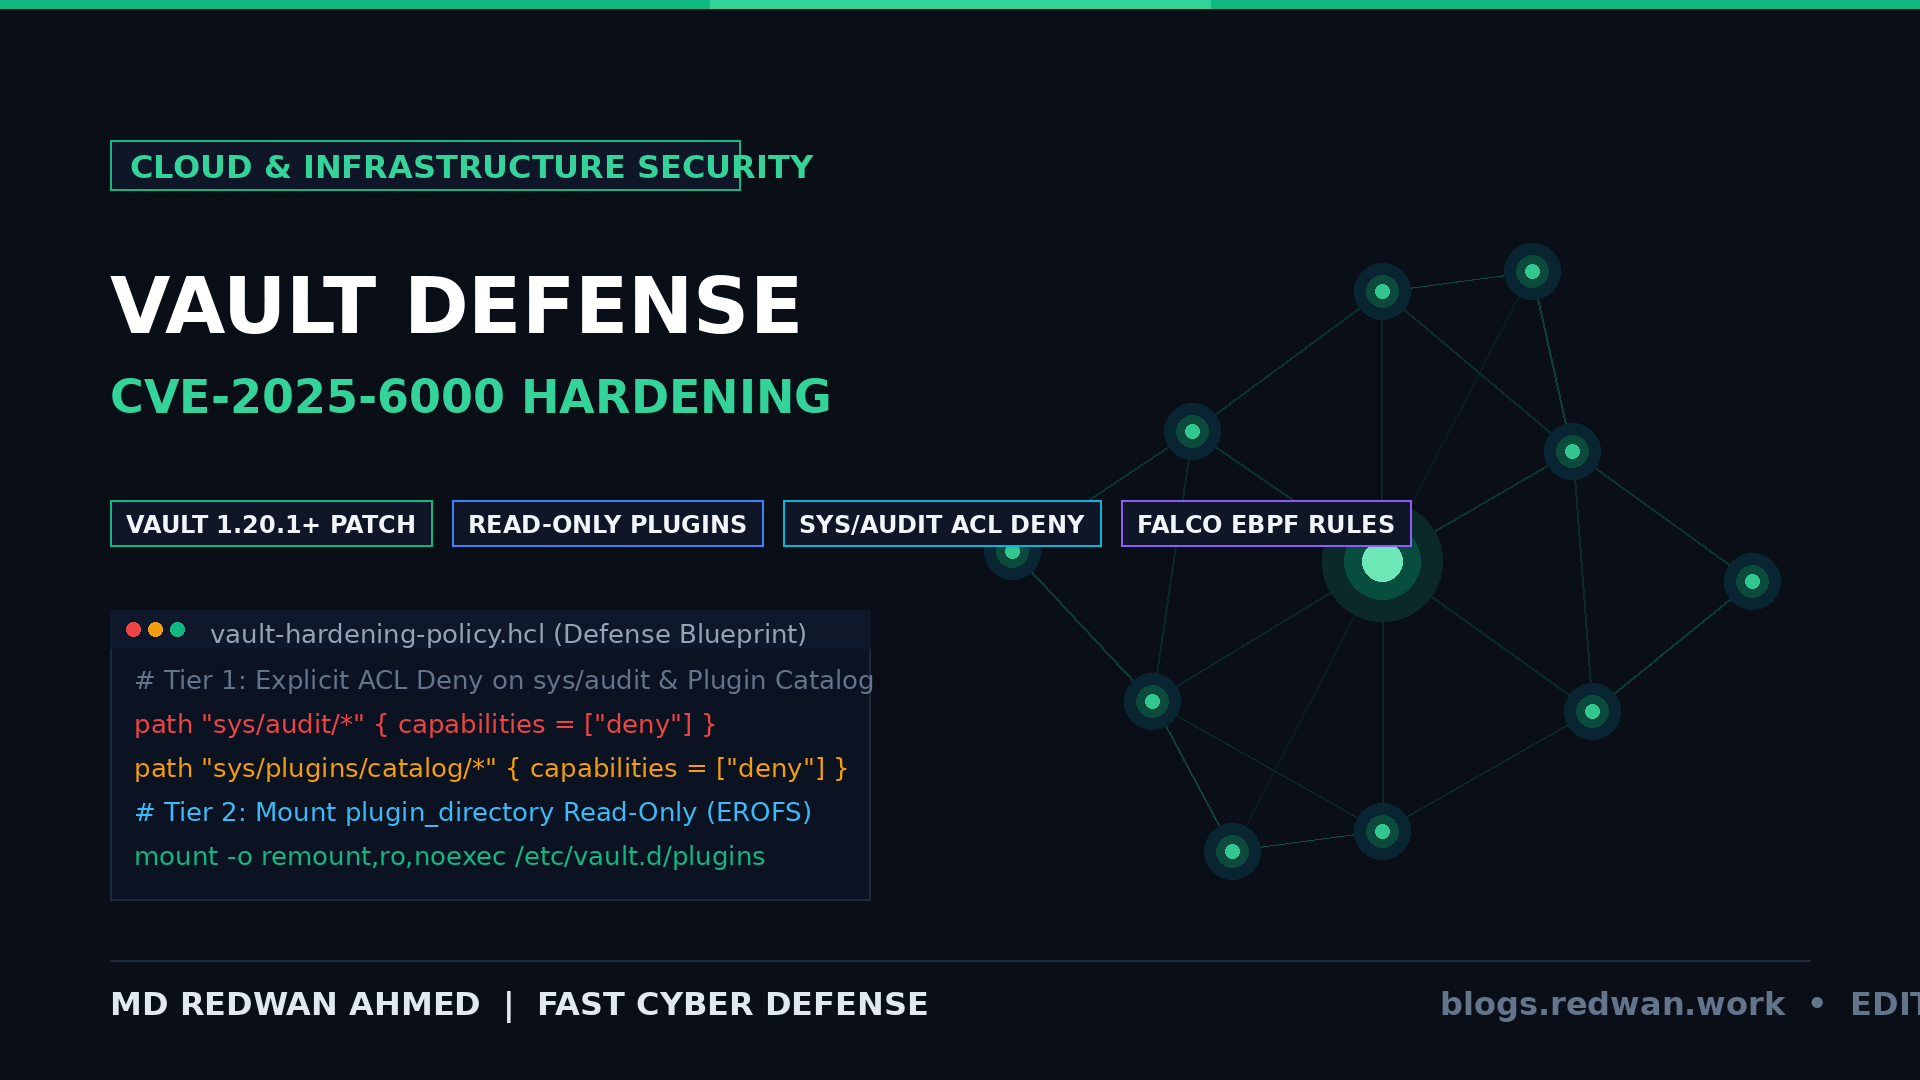 CLOUD & INFRASTRUCTURE SECURITY
VAULT DEFENSE
CVE-2025-6000 HARDENING
VAULT 1.20.1+ PATCH
READ-ONLY PLUGINS
SYS/AUDIT ACL DENY
FALCO EBPF RULES
vault-hardening-policy.hcl (Defense Blueprint)
# Tier 1: Explicit ACL Deny on sys/audit & Plugin Catalog
path "sys/audit/*" { capabilities = ["deny"] }
path "sys/plugins/catalog/*" { capabilities = ["deny"] }
# Tier 2: Mount plugin_directory Read-Only (EROFS)
mount -o remount,ro,noexec /etc/vault.d/plugins
MD REDWAN AHMED | FAST CYBER DEFENSE
blogs.redwan.work •